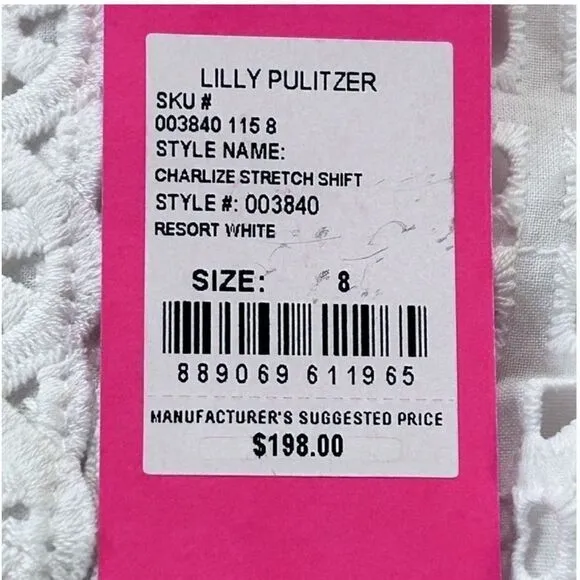 LILLY PULITZER
SKU #
003840 115 8
STYLE NAME:
CHARLIZE STRETCH SHIFT
STYLE #: 003840
RESORT WHITE
SIZE: 8
889069 611965
MANUFACTURER'S SUGGESTED PRICE
$198.00